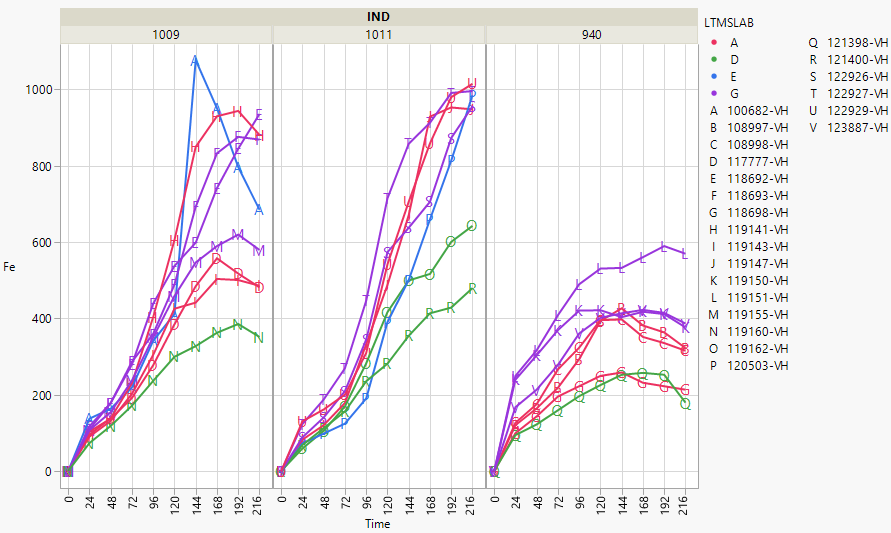 IND
1009 1011 940
LTMSLAB
A
D
E
G
A 100682-VH
B 108997-VH
C 108998-VH
D 117777-VH
E 118692-VH
F 118693-VH
G 118698-VH
H 119141-VH
I 119143-VH
J 119147-VH
K 119150-VH
L 119151-VH
M 119155-VH
N 119160-VH
O 119162-VH
P 120503-VH
Q 121398-VH
R 121400-VH
S 122926-VH
T 122927-VH
U 122929-VH
V 123887-VH
1000
800
600
400
200
0
Fe
0 24 48 72 96 120 144 168 192 216 0 24 48 72 96 120 144 168 192 216 0 24 48 72 96 120 144 168 192 216
Time